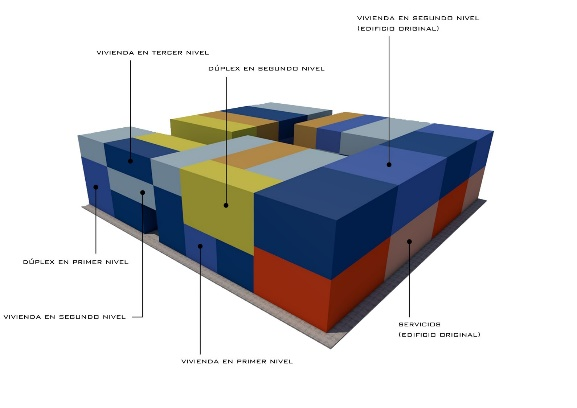 VIVIENDA EN SEGUNDO NIVEL
(EDIFICIO ORIGINAL)
VIVIENDA EN TERCER NIVEL
DÚPLEX EN SEGUNDO NIVEL
DÚPLEX EN PRIMER NIVEL
VIVIENDA EN SEGUNDO NIVEL
SERVICIOS
(EDIFICIO ORIGINAL)
VIVIENDA EN PRIMER NIVEL